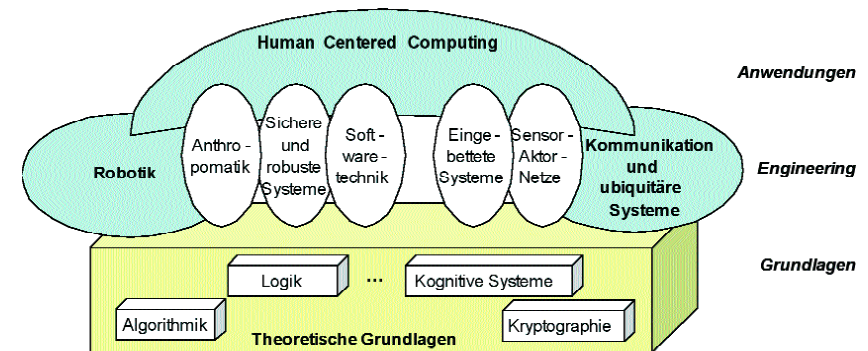 Human Centered Computing
Anwendungen
Robotik
Anthro -
pomatik
Sichere
und
robuste
Systeme
Soft -
ware -
technik
Einge -
bettete
Systeme
Sensor -
Aktor -
Netze
Kommunikation
und
ubiquitäre
Systeme
Engineering
Grundlagen
Logik
...
Kognitive Systeme
Algorithmik
Kryptographie
Theoretische Grundlagen